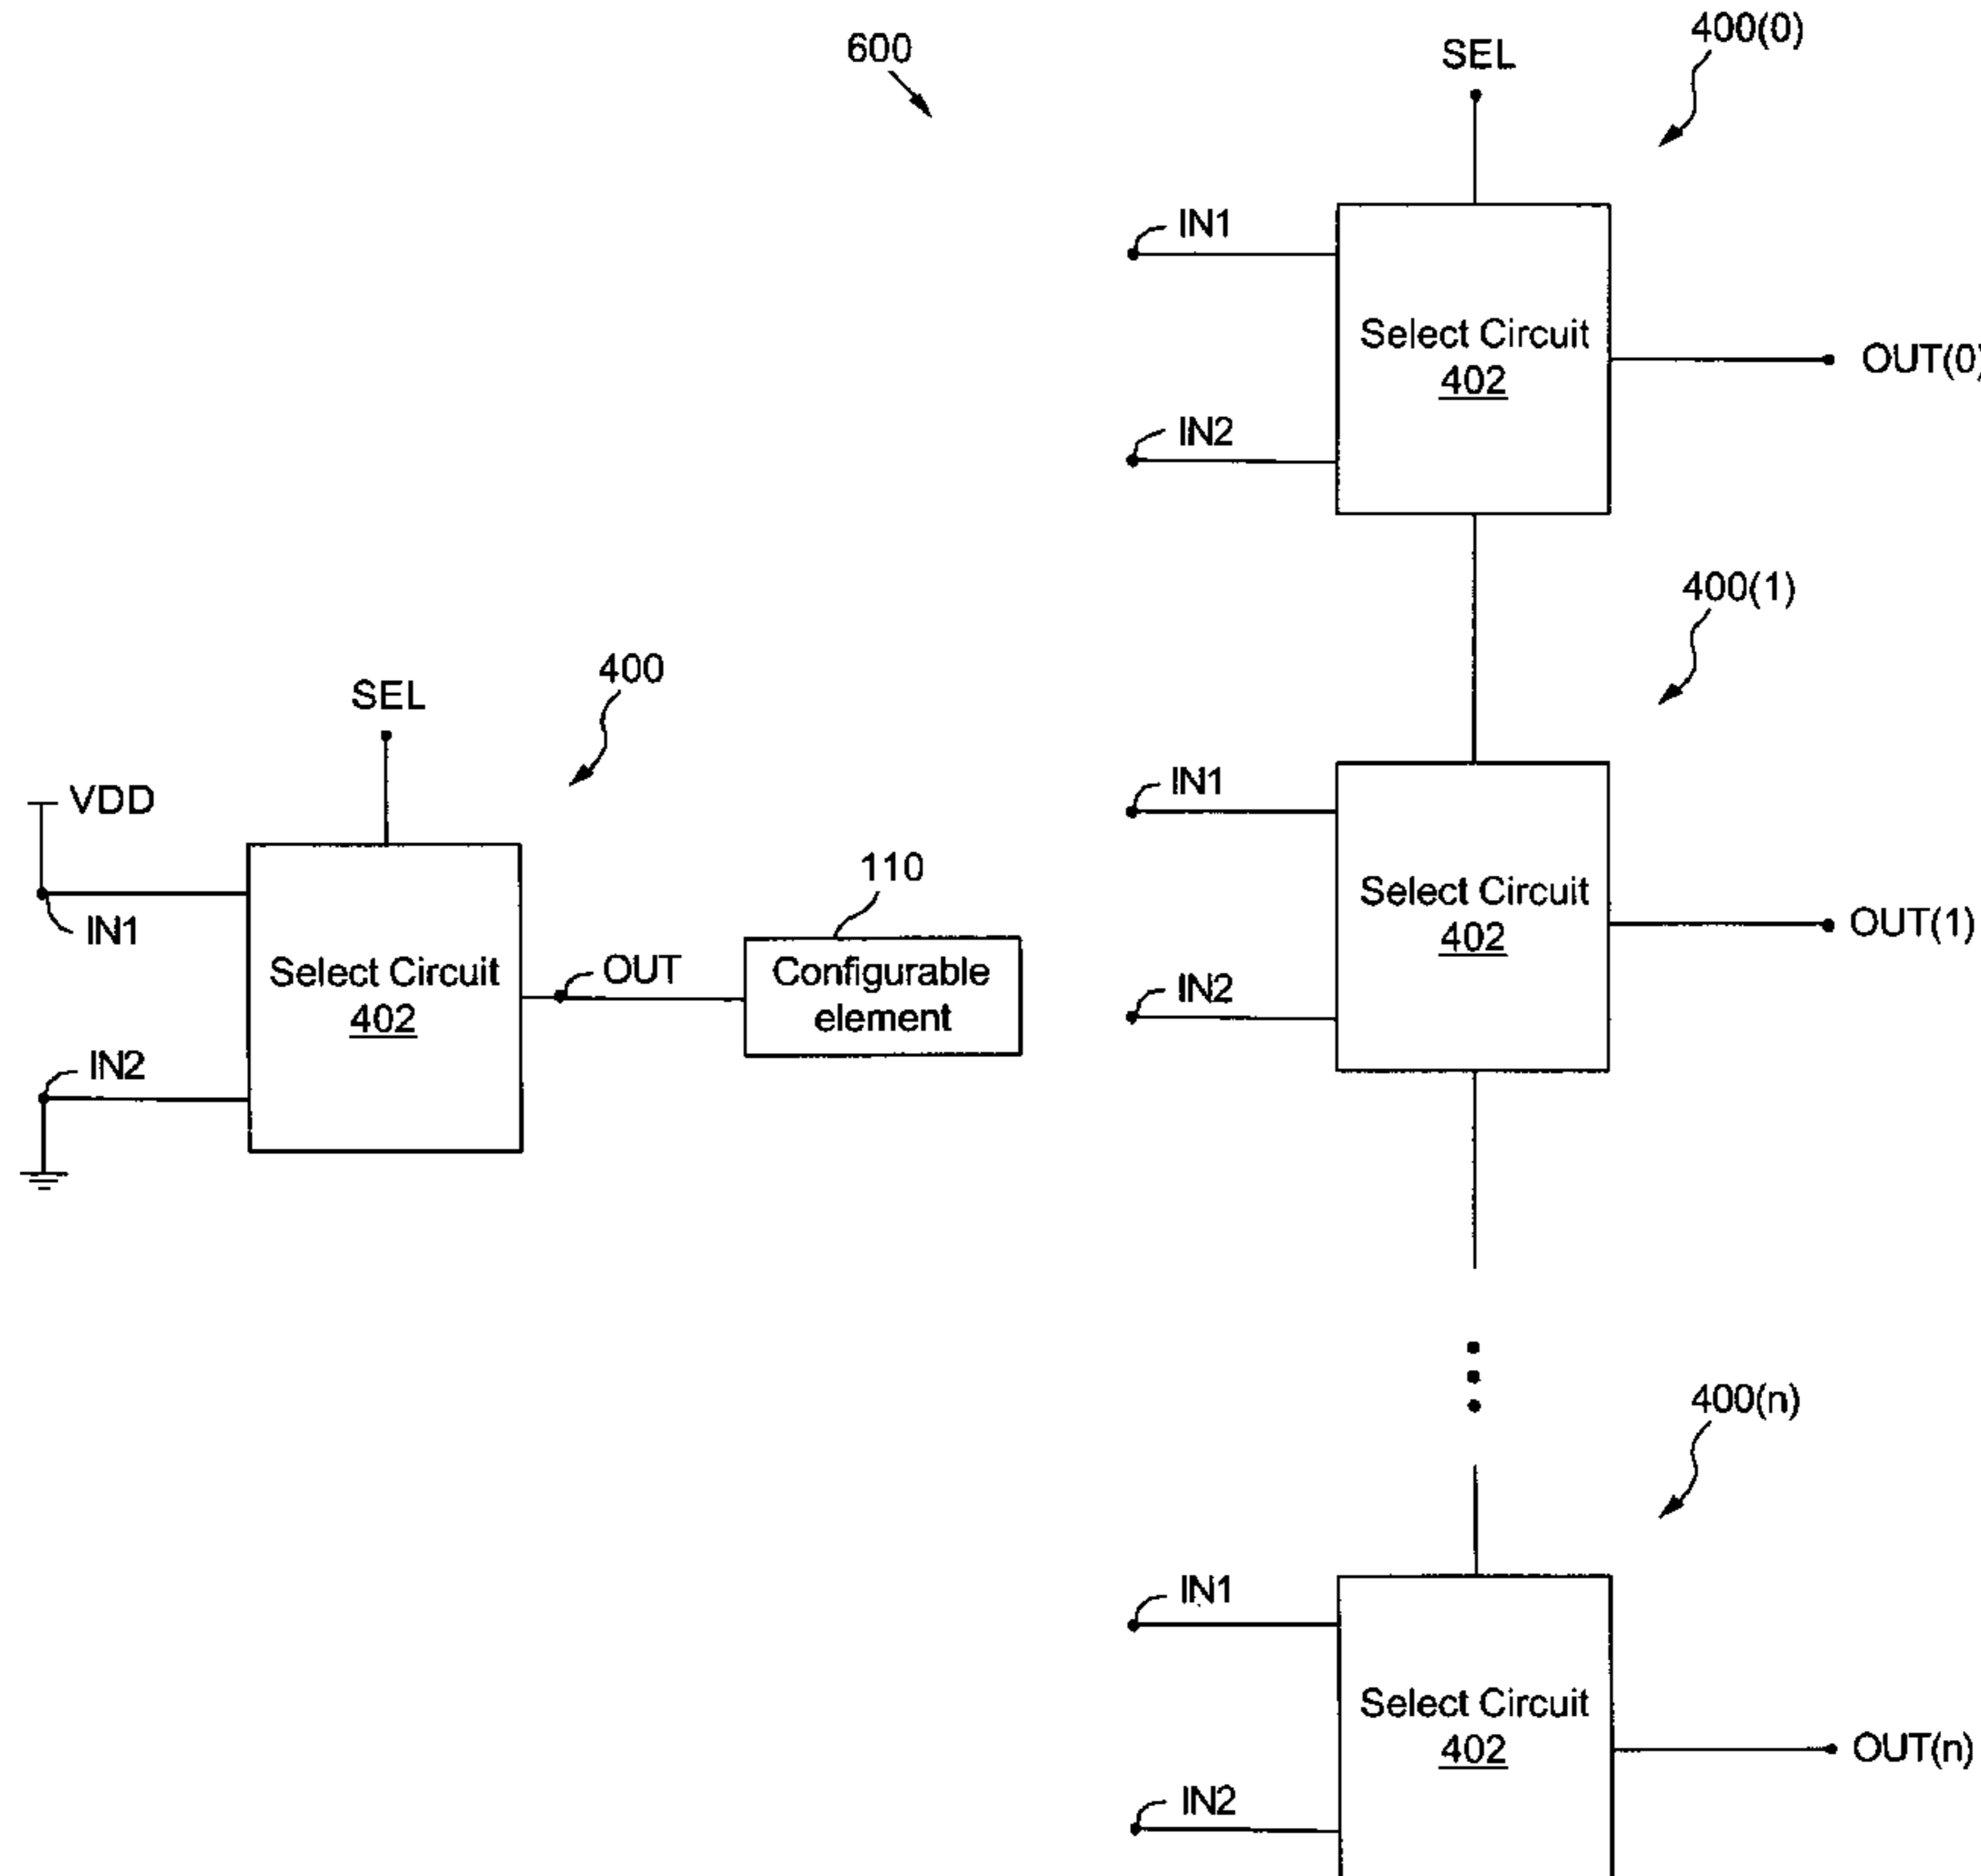 600
SEL
400(0)
IN1
Select Circuit
402
OUT(0)
IN2
400(1)
IN1
Select Circuit
402
OUT(1)
IN2
400(n)
IN1
Select Circuit
402
OUT(n)
IN2
SEL
400
VDD
IN1
Select Circuit
402
OUT
110
Configurable
element
IN2